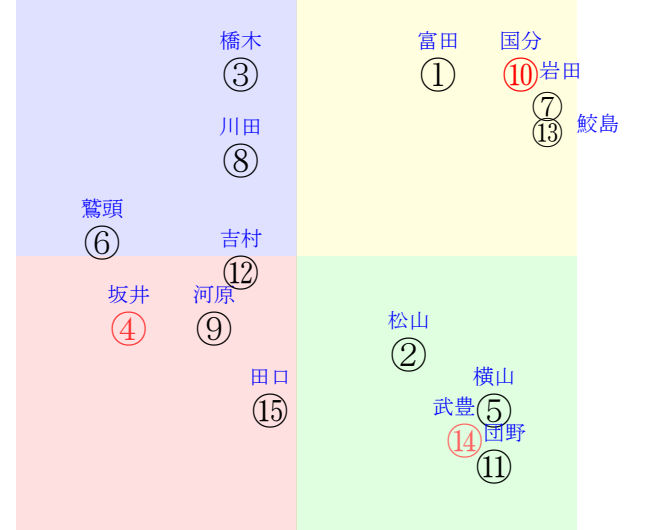 橋木
③
富田
①
国分
⑩
岩田
⑦
鮫島
⑬
川田
⑧
鷲頭
⑥
吉村
⑫
坂井
④
河原
⑨
松山
②
田口
⑮
横山
⑤
武豊
⑭
団野
⑪